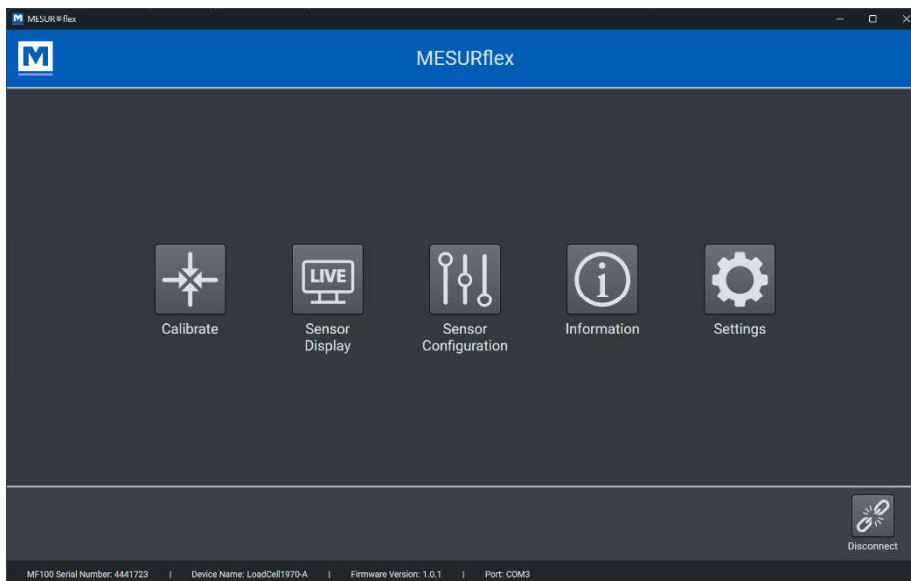 MESUR®flex
M
MESURflex
LIVE
Calibrate
Sensor
Display
Sensor
Configuration
Information
Settings
Disconnect
MF100 Serial Number: 4441723 | Device Name: LoadCell1970-A | Firmware Version: 1.0.1 | Port: COM3